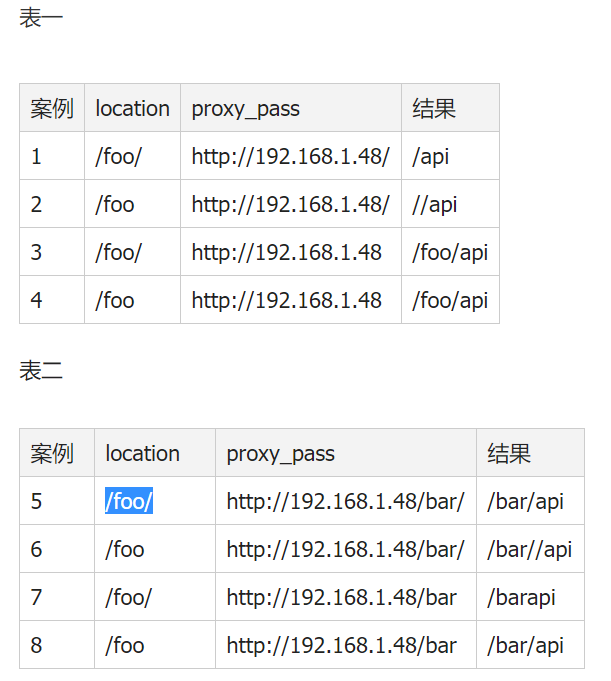 表一
案例 location proxy_pass 结果
1 /foo/ http://192.168.1.48/ /api
2 /foo http://192.168.1.48/ //api
3 /foo/ http://192.168.1.48 /foo/api
4 /foo http://192.168.1.48 /foo/api
表二
案例 location proxy_pass 结果
5 /foo/ http://192.168.1.48/bar/ /bar/api
6 /foo http://192.168.1.48/bar/ /bar//api
7 /foo/ http://192.168.1.48/bar /barapi
8 /foo http://192.168.1.48/bar /bar/api